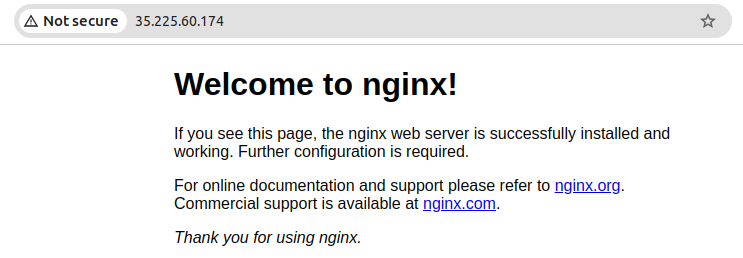 Not secure 35.225.60.174
Welcome to nginx!
If you see this page, the nginx web server is successfully installed and
working. Further configuration is required.
For online documentation and support please refer to nginx.org.
Commercial support is available at nginx.com.
Thank you for using nginx.